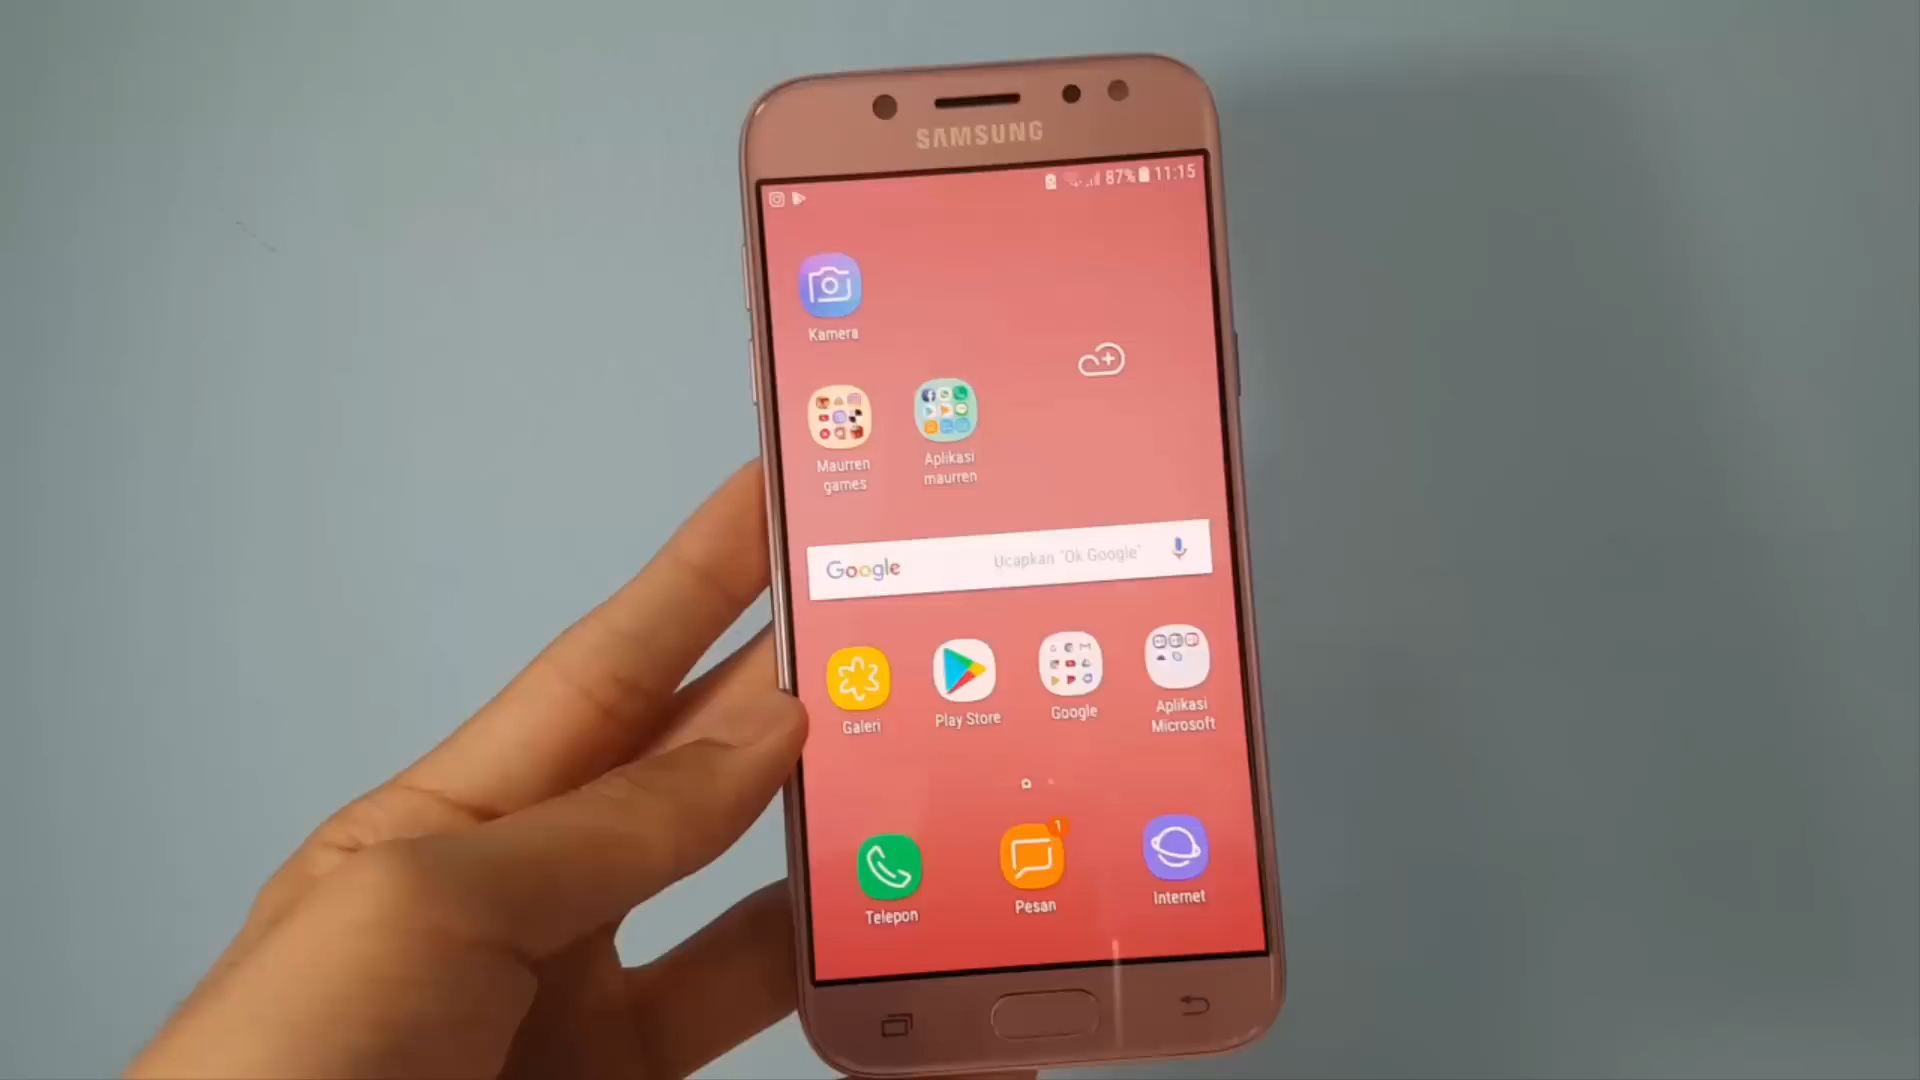 SAMSUNG
87% 11:15
Kamera
Maurren
games
Aplikasi
maurren
Google
Ucapkan "Ok Google"
Galeri
Play Store
Google
Aplikasi
Microsoft
1
Telepon
Pesan
Internet